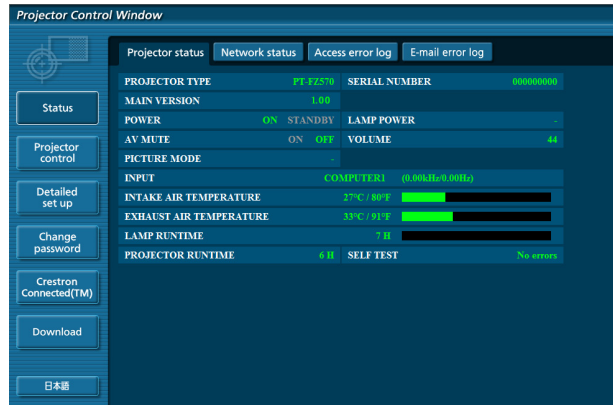 Projector Control Window
Projector status Network status Access error log E-mail error log
Status
Projector control
Detailed set up
Change password
Crestron Connected(TM)
Download
日本語
PROJECTOR TYPE PT-FZ570 SERIAL NUMBER 000000000
MAIN VERSION 1.00
POWER ON STANDBY LAMP POWER -
AV MUTE ON OFF VOLUME 44
PICTURE MODE -
INPUT COMPUTER1 (0.00kHz/0.00Hz)
INTAKE AIR TEMPERATURE 27°C / 80°F
EXHAUST AIR TEMPERATURE 33°C / 91°F
LAMP RUNTIME 7 H
PROJECTOR RUNTIME 6 H SELF TEST No errors